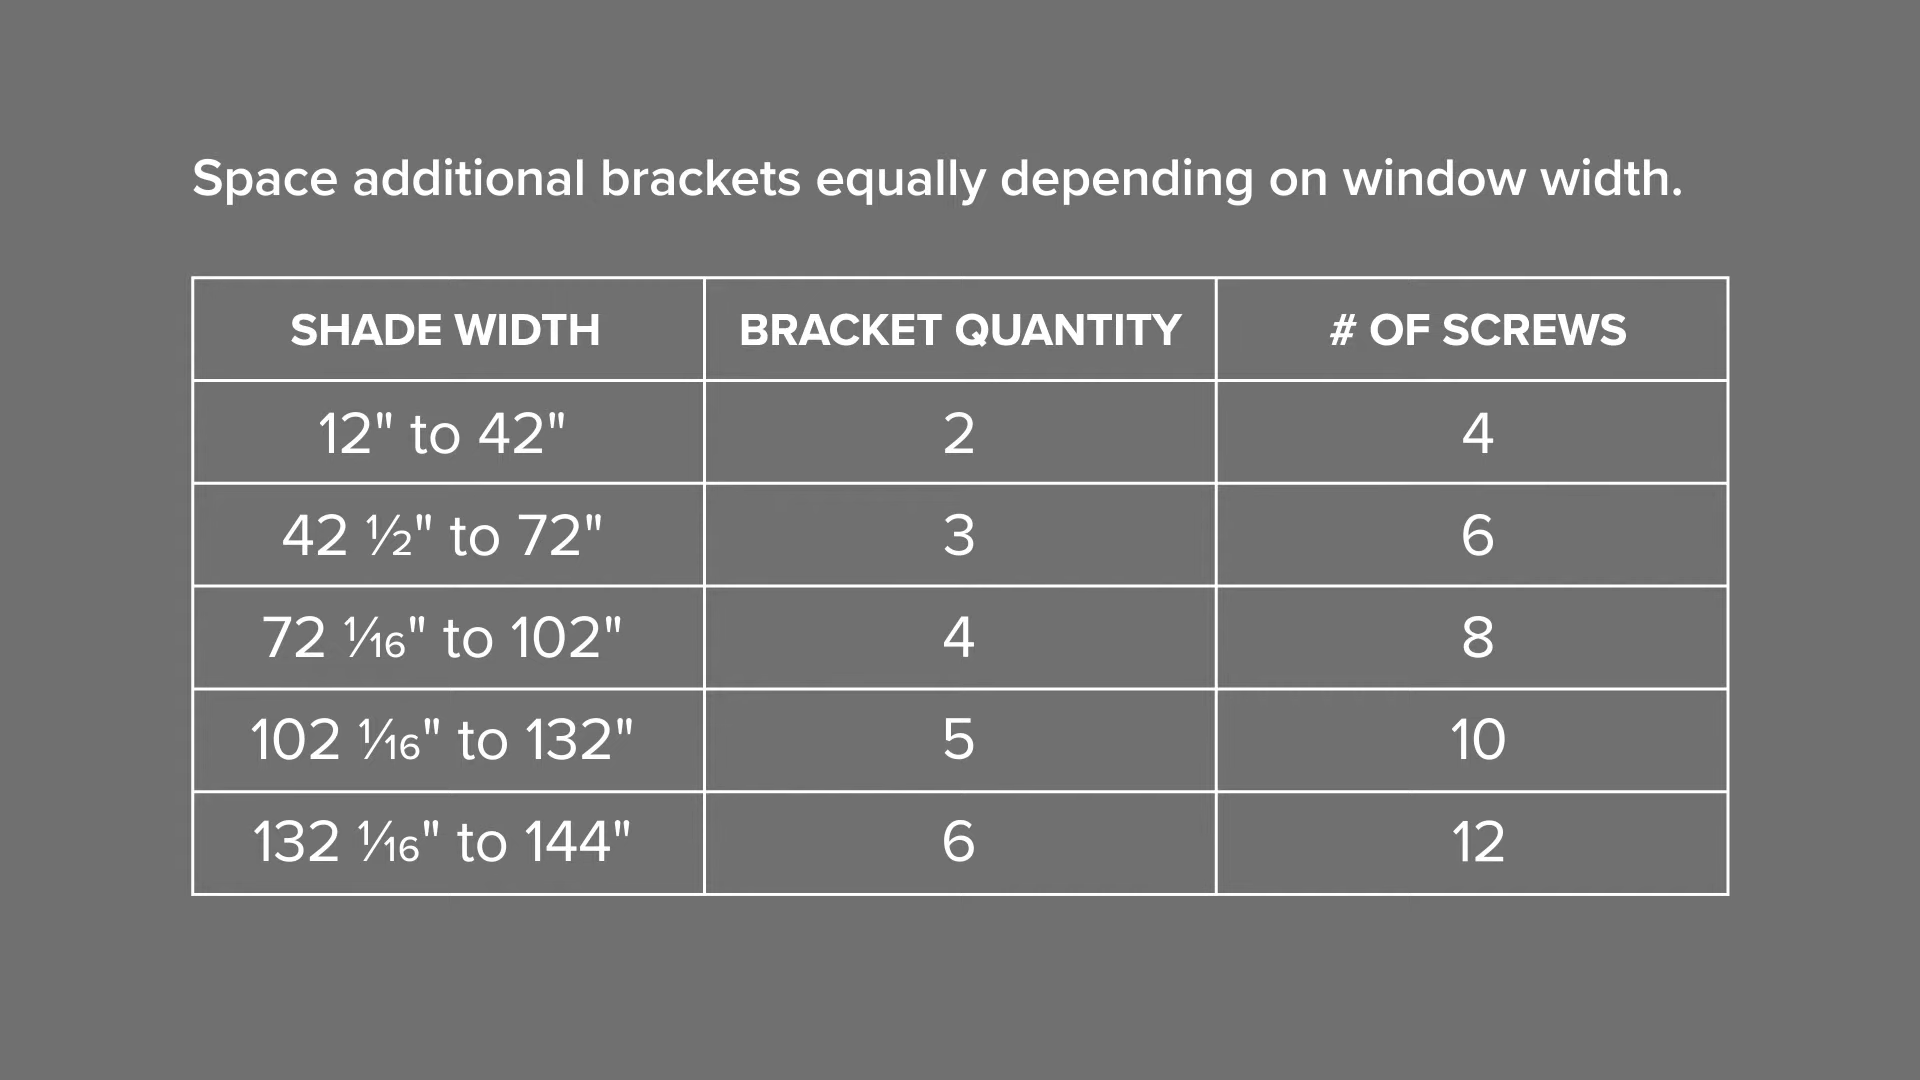 Space additional brackets equally depending on window width.
SHADE WIDTH BRACKET QUANTITY # OF SCREWS
12" to 42" 2 4
42 ½" to 72" 3 6
72 1⁄16" to 102" 4 8
102 1⁄16" to 132" 5 10
132 1⁄16" to 144" 6 12